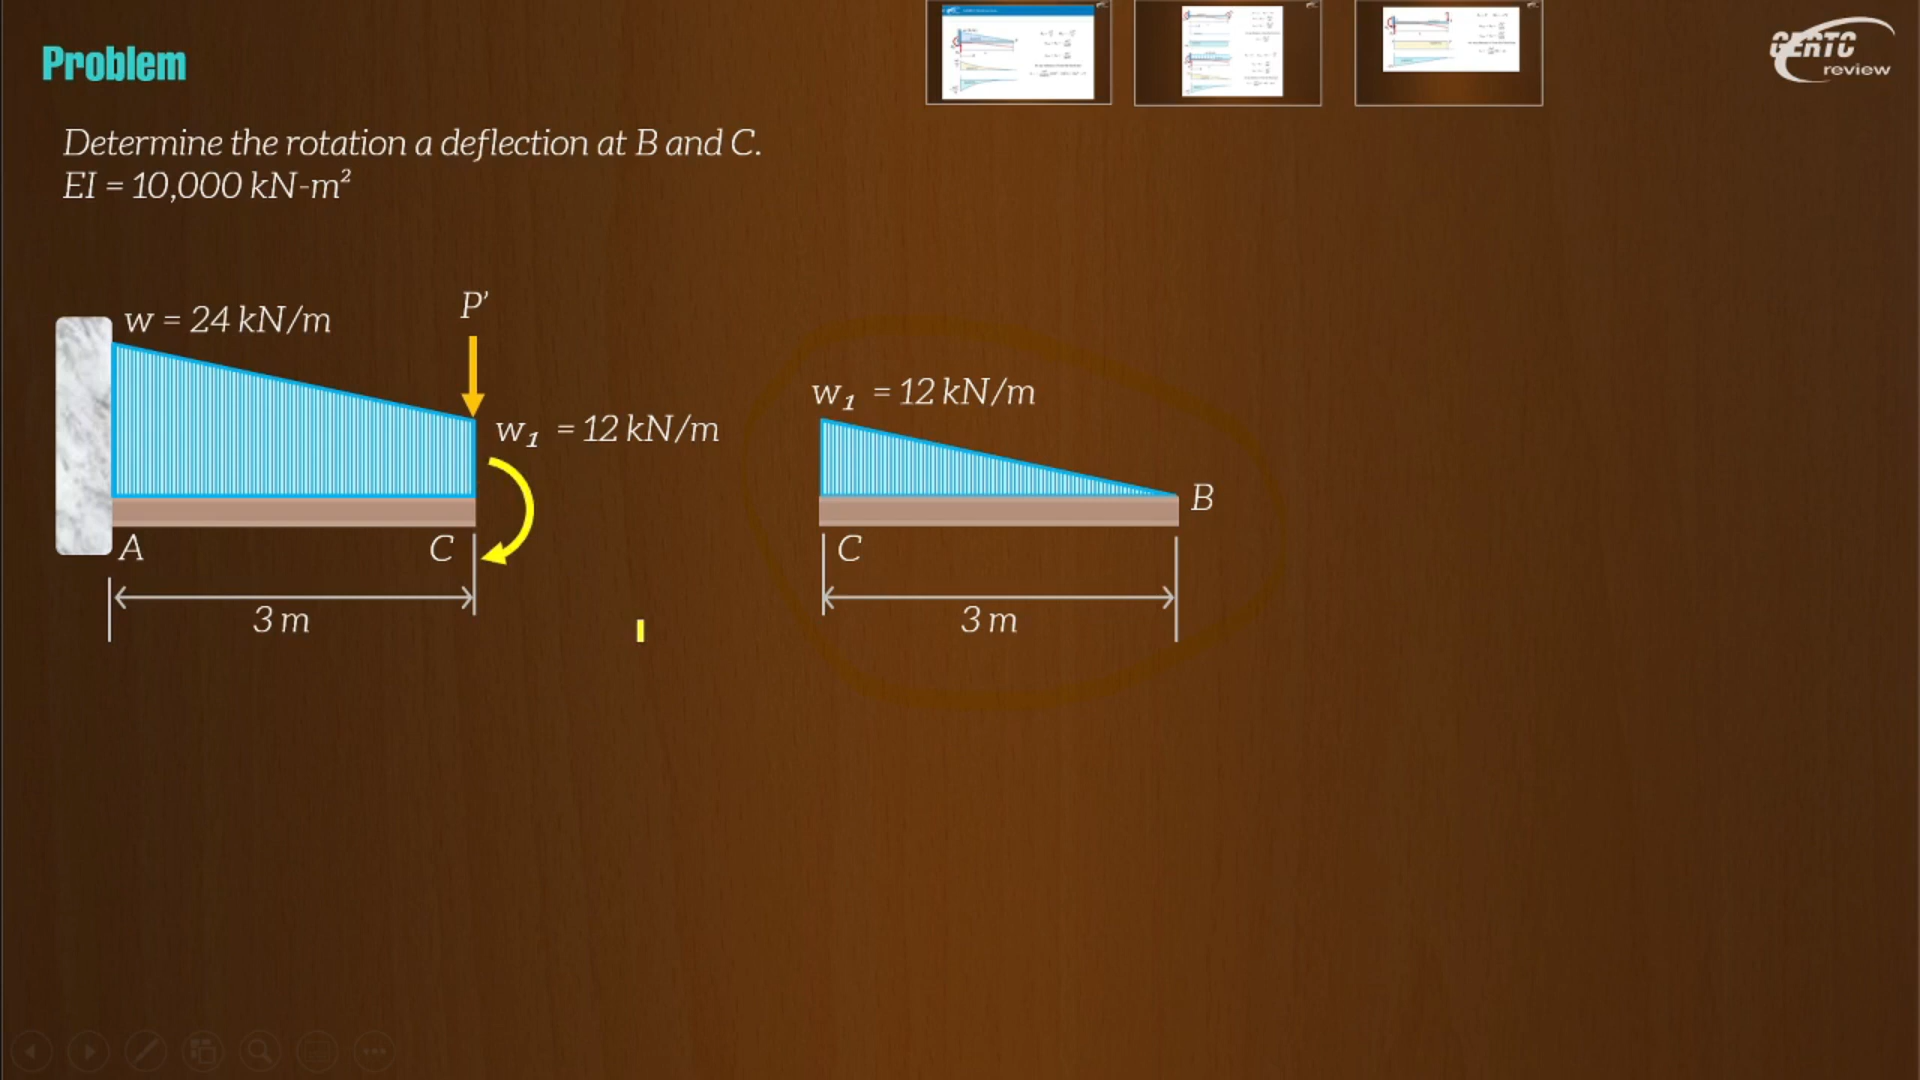 Problem
GERTC
review
Determine the rotation a deflection at B and C.
EI = 10,000 kN-m²
w = 24 kN/m
P'
w₁ = 12 kN/m
w₁ = 12 kN/m
B
A
C
C
3 m
3 m